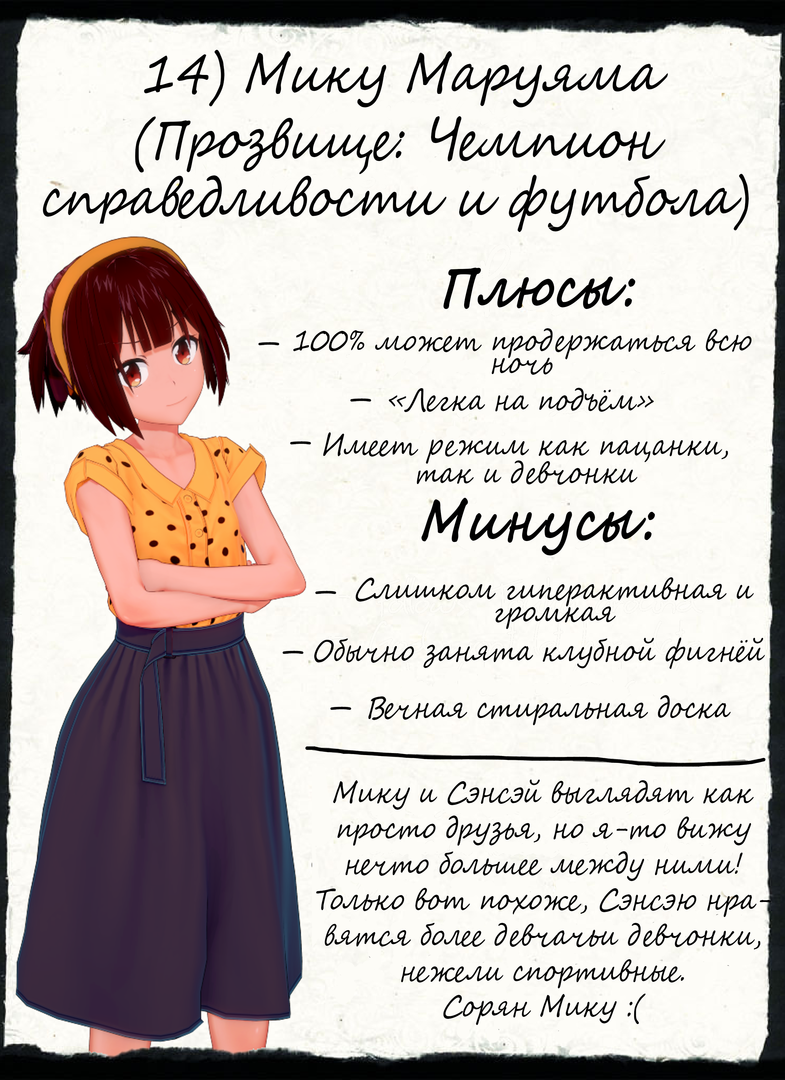 14) Мику Маруяма
(Прозвище: Чемпион
справедливости и футбола)
Плюсы:
— 100% может продержаться всю
ночь
— «Легка на подъём»
— Имеет режим как пацанки,
так и девчонки
Минусы:
— Слишком гиперактивная и
громкая
— Обычно занята клубной фигнёй
— Вечная стиральная доска
Мику и Сэнсэй выглядят как
просто друзья, но я-то вижу
нечто большее между ними!
Только вот похоже, Сэнсэю нра-
вятся более девчачьи девчонки,
нежели спортивные.
Сорян Мику :(